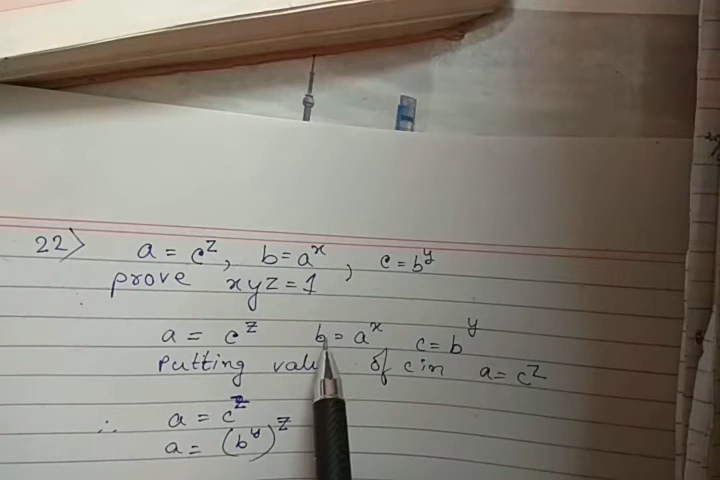 22> a = c^z, b = a^x, c = b^y
prove xyz = 1
a = c^z b = a^x c = b^y
Putting valu of c in a = c^z
∴ a = c^z
a = (b^y)^z